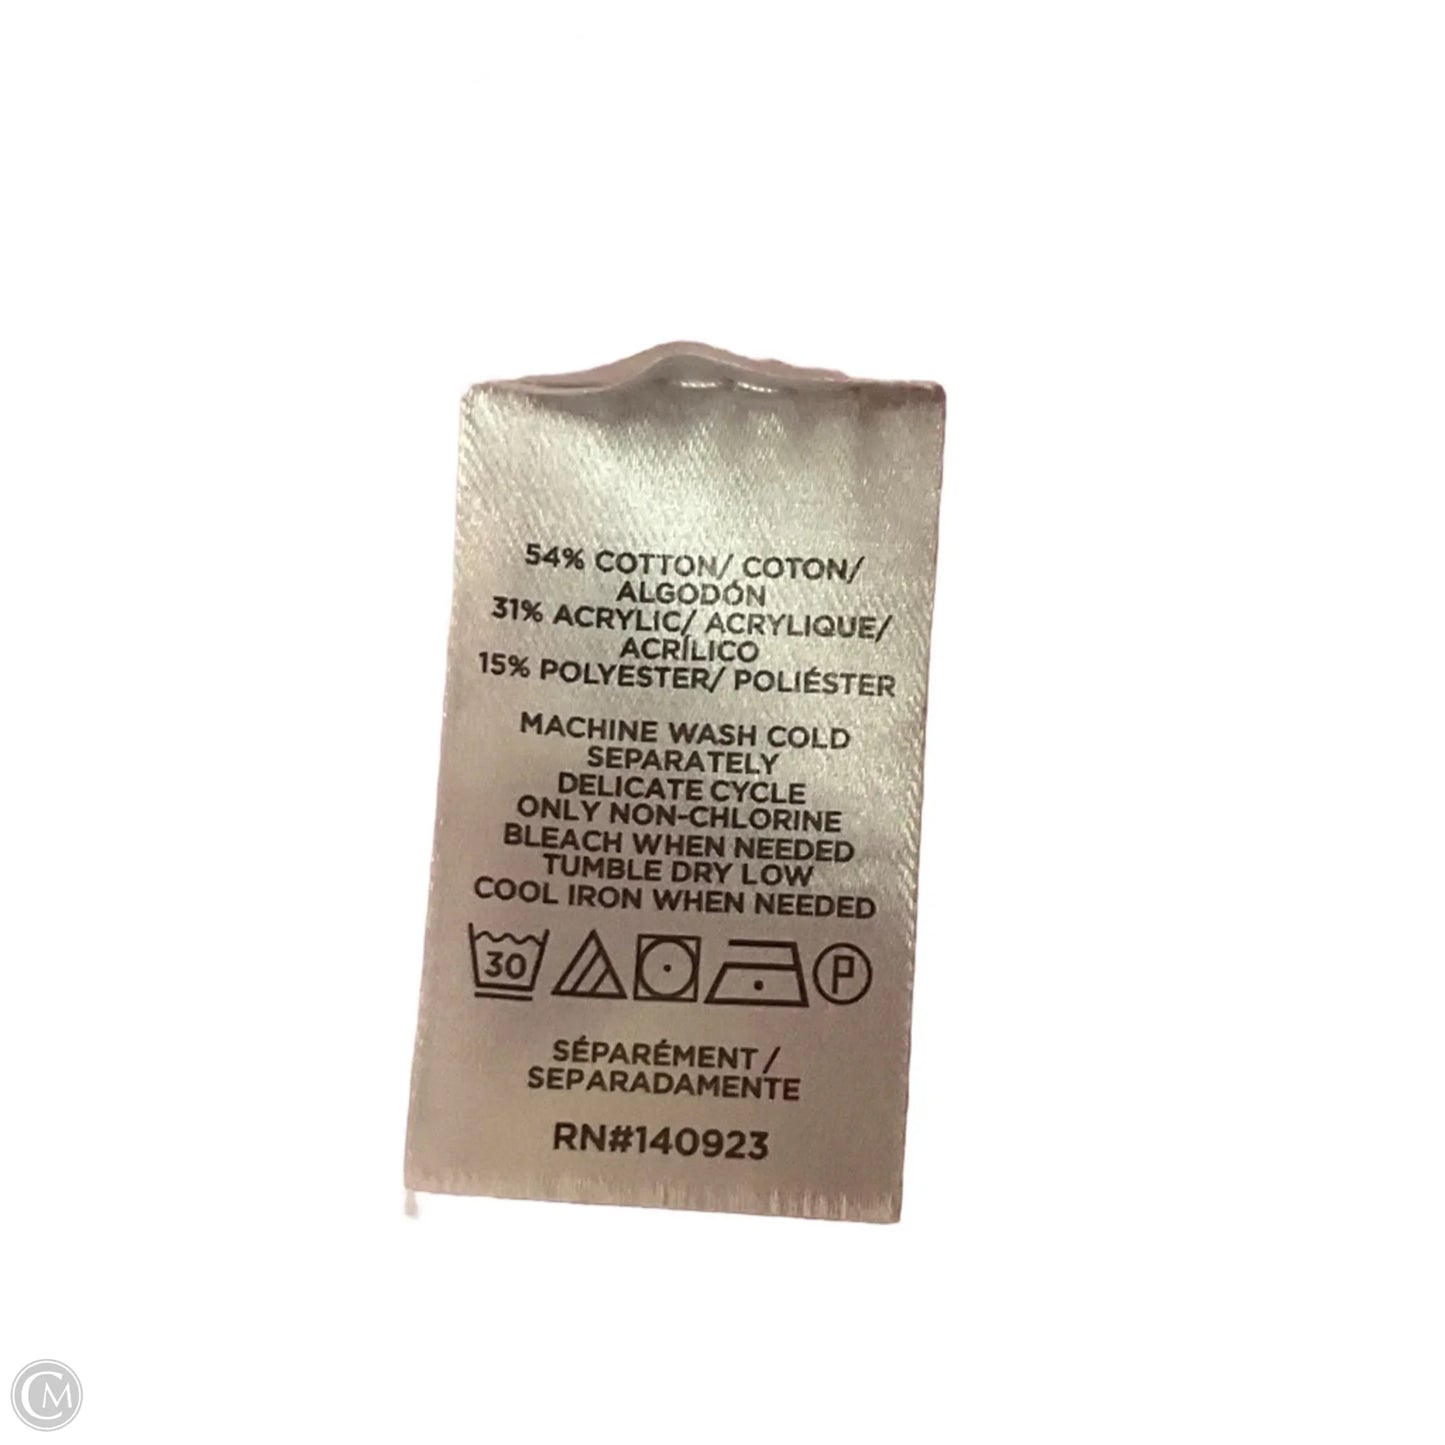 54% COTTON/ COTON/
ALGODÓN
31% ACRYLIC/ ACRYLIQUE/
ACRÍLICO
15% POLYESTER/ POLIÉSTER
MACHINE WASH COLD
SEPARATELY
DELICATE CYCLE
ONLY NON-CHLORINE
BLEACH WHEN NEEDED
TUMBLE DRY LOW
COOL IRON WHEN NEEDED
30 P
SÉPARÉMENT /
SEPARADAMENTE
RN#140923
CM